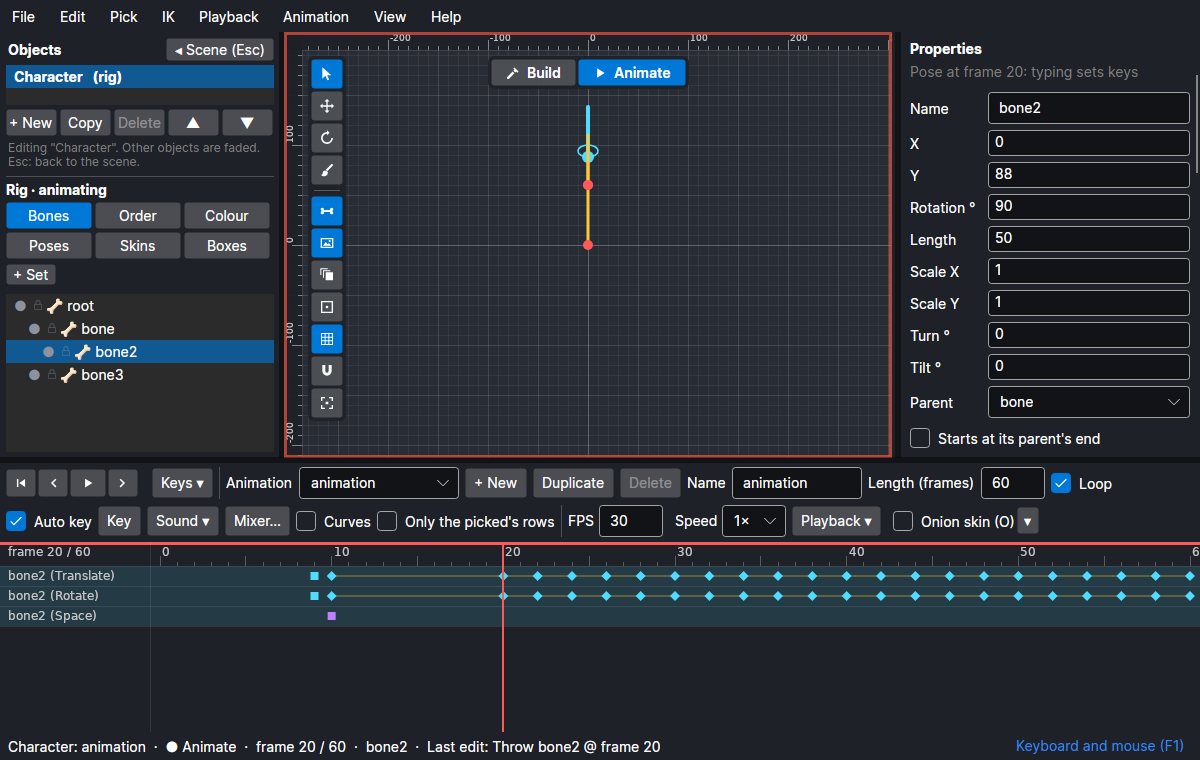 File Edit Pick IK Playback Animation View Help
Objects
◂ Scene (Esc)
Character (rig)
+ New Copy Delete ▲ ▼
Editing "Character". Other objects are faded.
Esc: back to the scene.
Rig · animating
Bones Order Colour
Poses Skins Boxes
+ Set
root
bone
bone2
bone3
-200 -100 0 100 200
Build Animate
100
0
-100
-200
Properties
Pose at frame 20: typing sets keys
Name bone2
X 0
Y 88
Rotation ° 90
Length 50
Scale X 1
Scale Y 1
Turn ° 0
Tilt ° 0
Parent bone
Starts at its parent's end
Keys ▾ Animation animation + New Duplicate Delete Name animation Length (frames) 60 Loop
Auto key Key Sound ▾ Mixer... Curves Only the picked's rows FPS 30 Speed 1× Playback ▾ Onion skin (O) ▾
frame 20 / 60 0 10 20 30 40 50 6
bone2 (Translate)
bone2 (Rotate)
bone2 (Space)
Character: animation · ● Animate · frame 20 / 60 · bone2 · Last edit: Throw bone2 @ frame 20
Keyboard and mouse (F1)